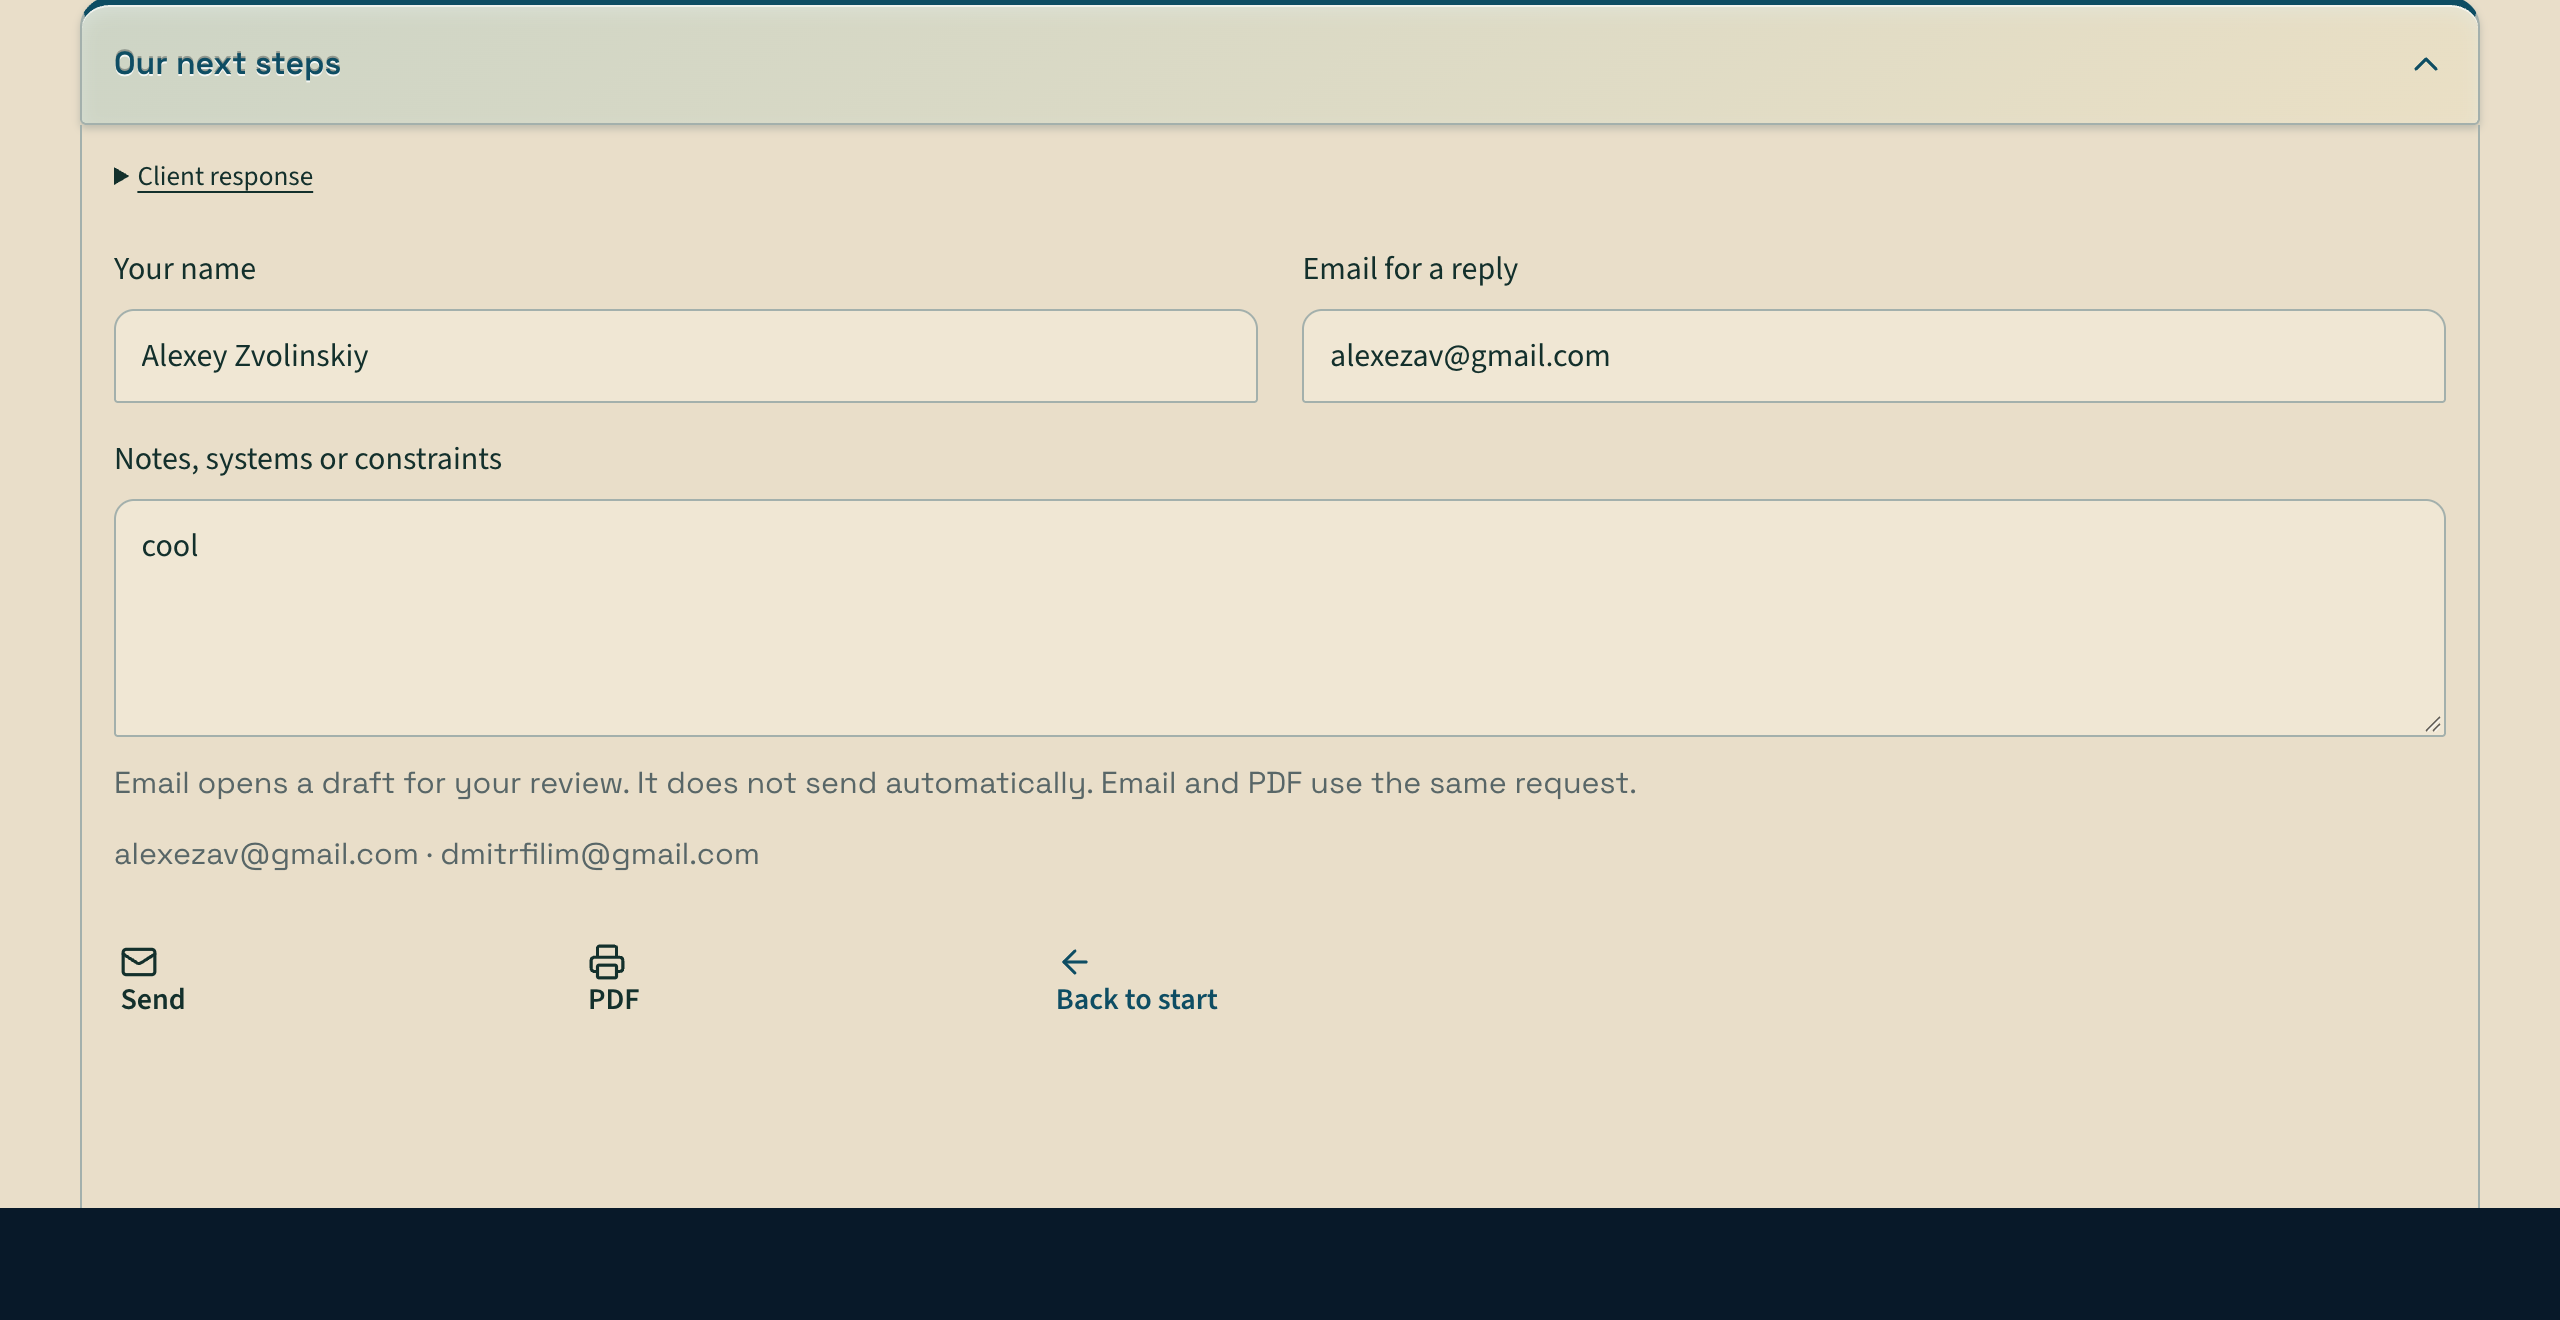 Our next steps
Client response
Your name
Email for a reply
Alexey Zvolinskiy
alexezav@gmail.com
Notes, systems or constraints
cool
Email opens a draft for your review. It does not send automatically. Email and PDF use the same request.
alexezav@gmail.com · dmitrfilim@gmail.com
Send
PDF
Back to start